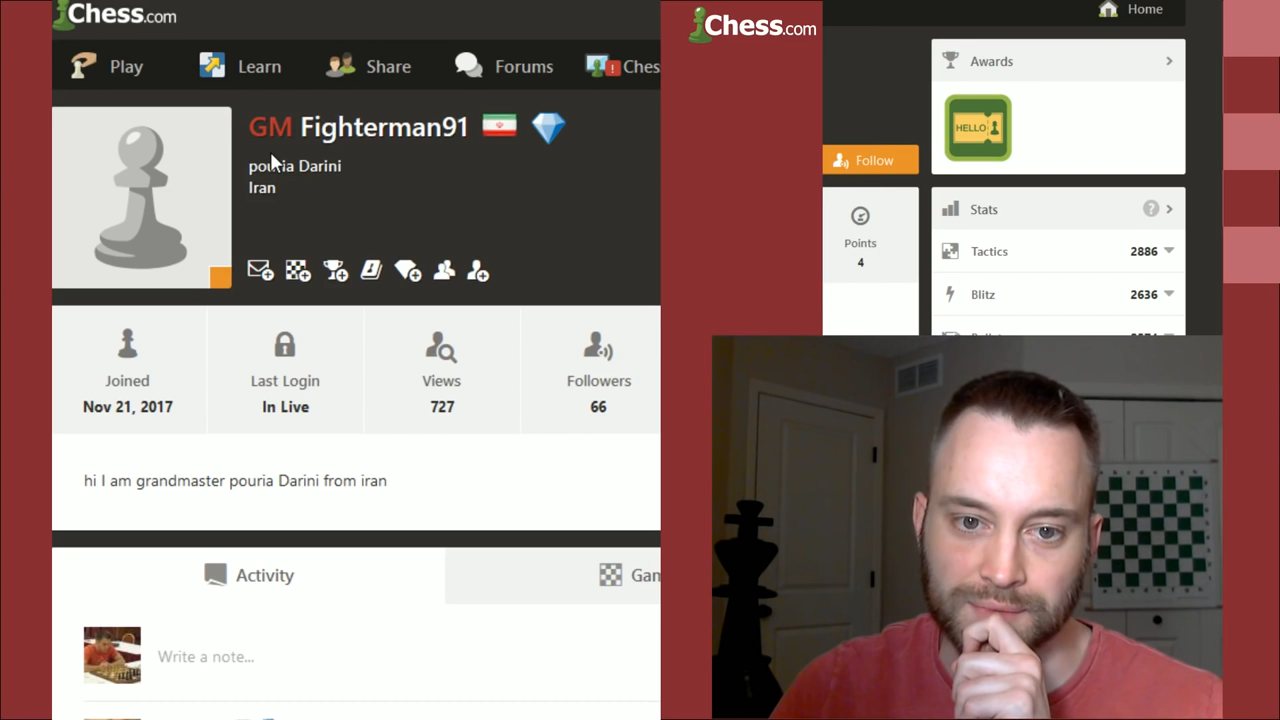 Chess.com
Play
Learn
Share
Forums
Chess
GM Fighterman91
pouria Darini
Iran
Joined
Nov 21, 2017
Last Login
In Live
Views
727
Followers
66
hi I am grandmaster pouria Darini from iran
Activity
Gam
Write a note...
Chess.com
Home
Awards
HELLO
Follow
Points
4
Stats
?
Tactics
2886
Blitz
2636